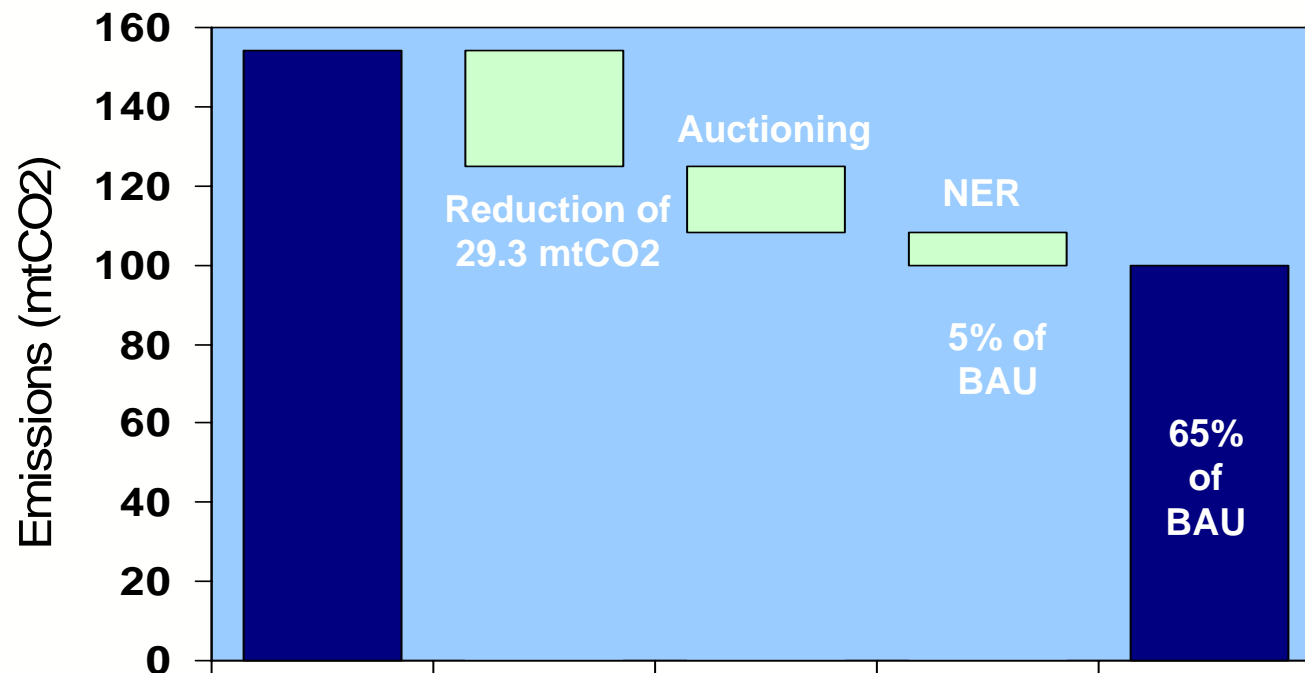 160
140
120
100
80
60
40
20
0
Emissions (mtCO2)
Reduction of
29.3 mtCO2
Auctioning
NER
5% of
BAU
65%
of
BAU